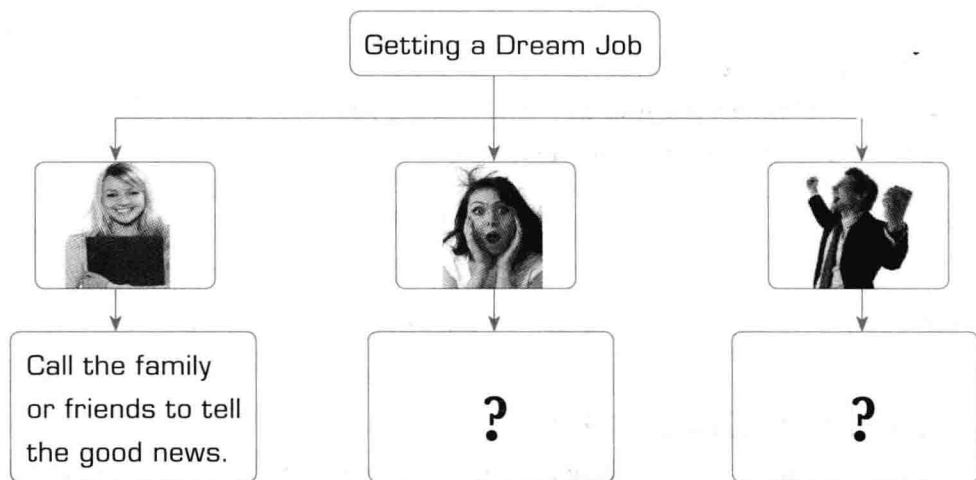 Getting a Dream Job
Call the family
or friends to tell
the good news.
?
?